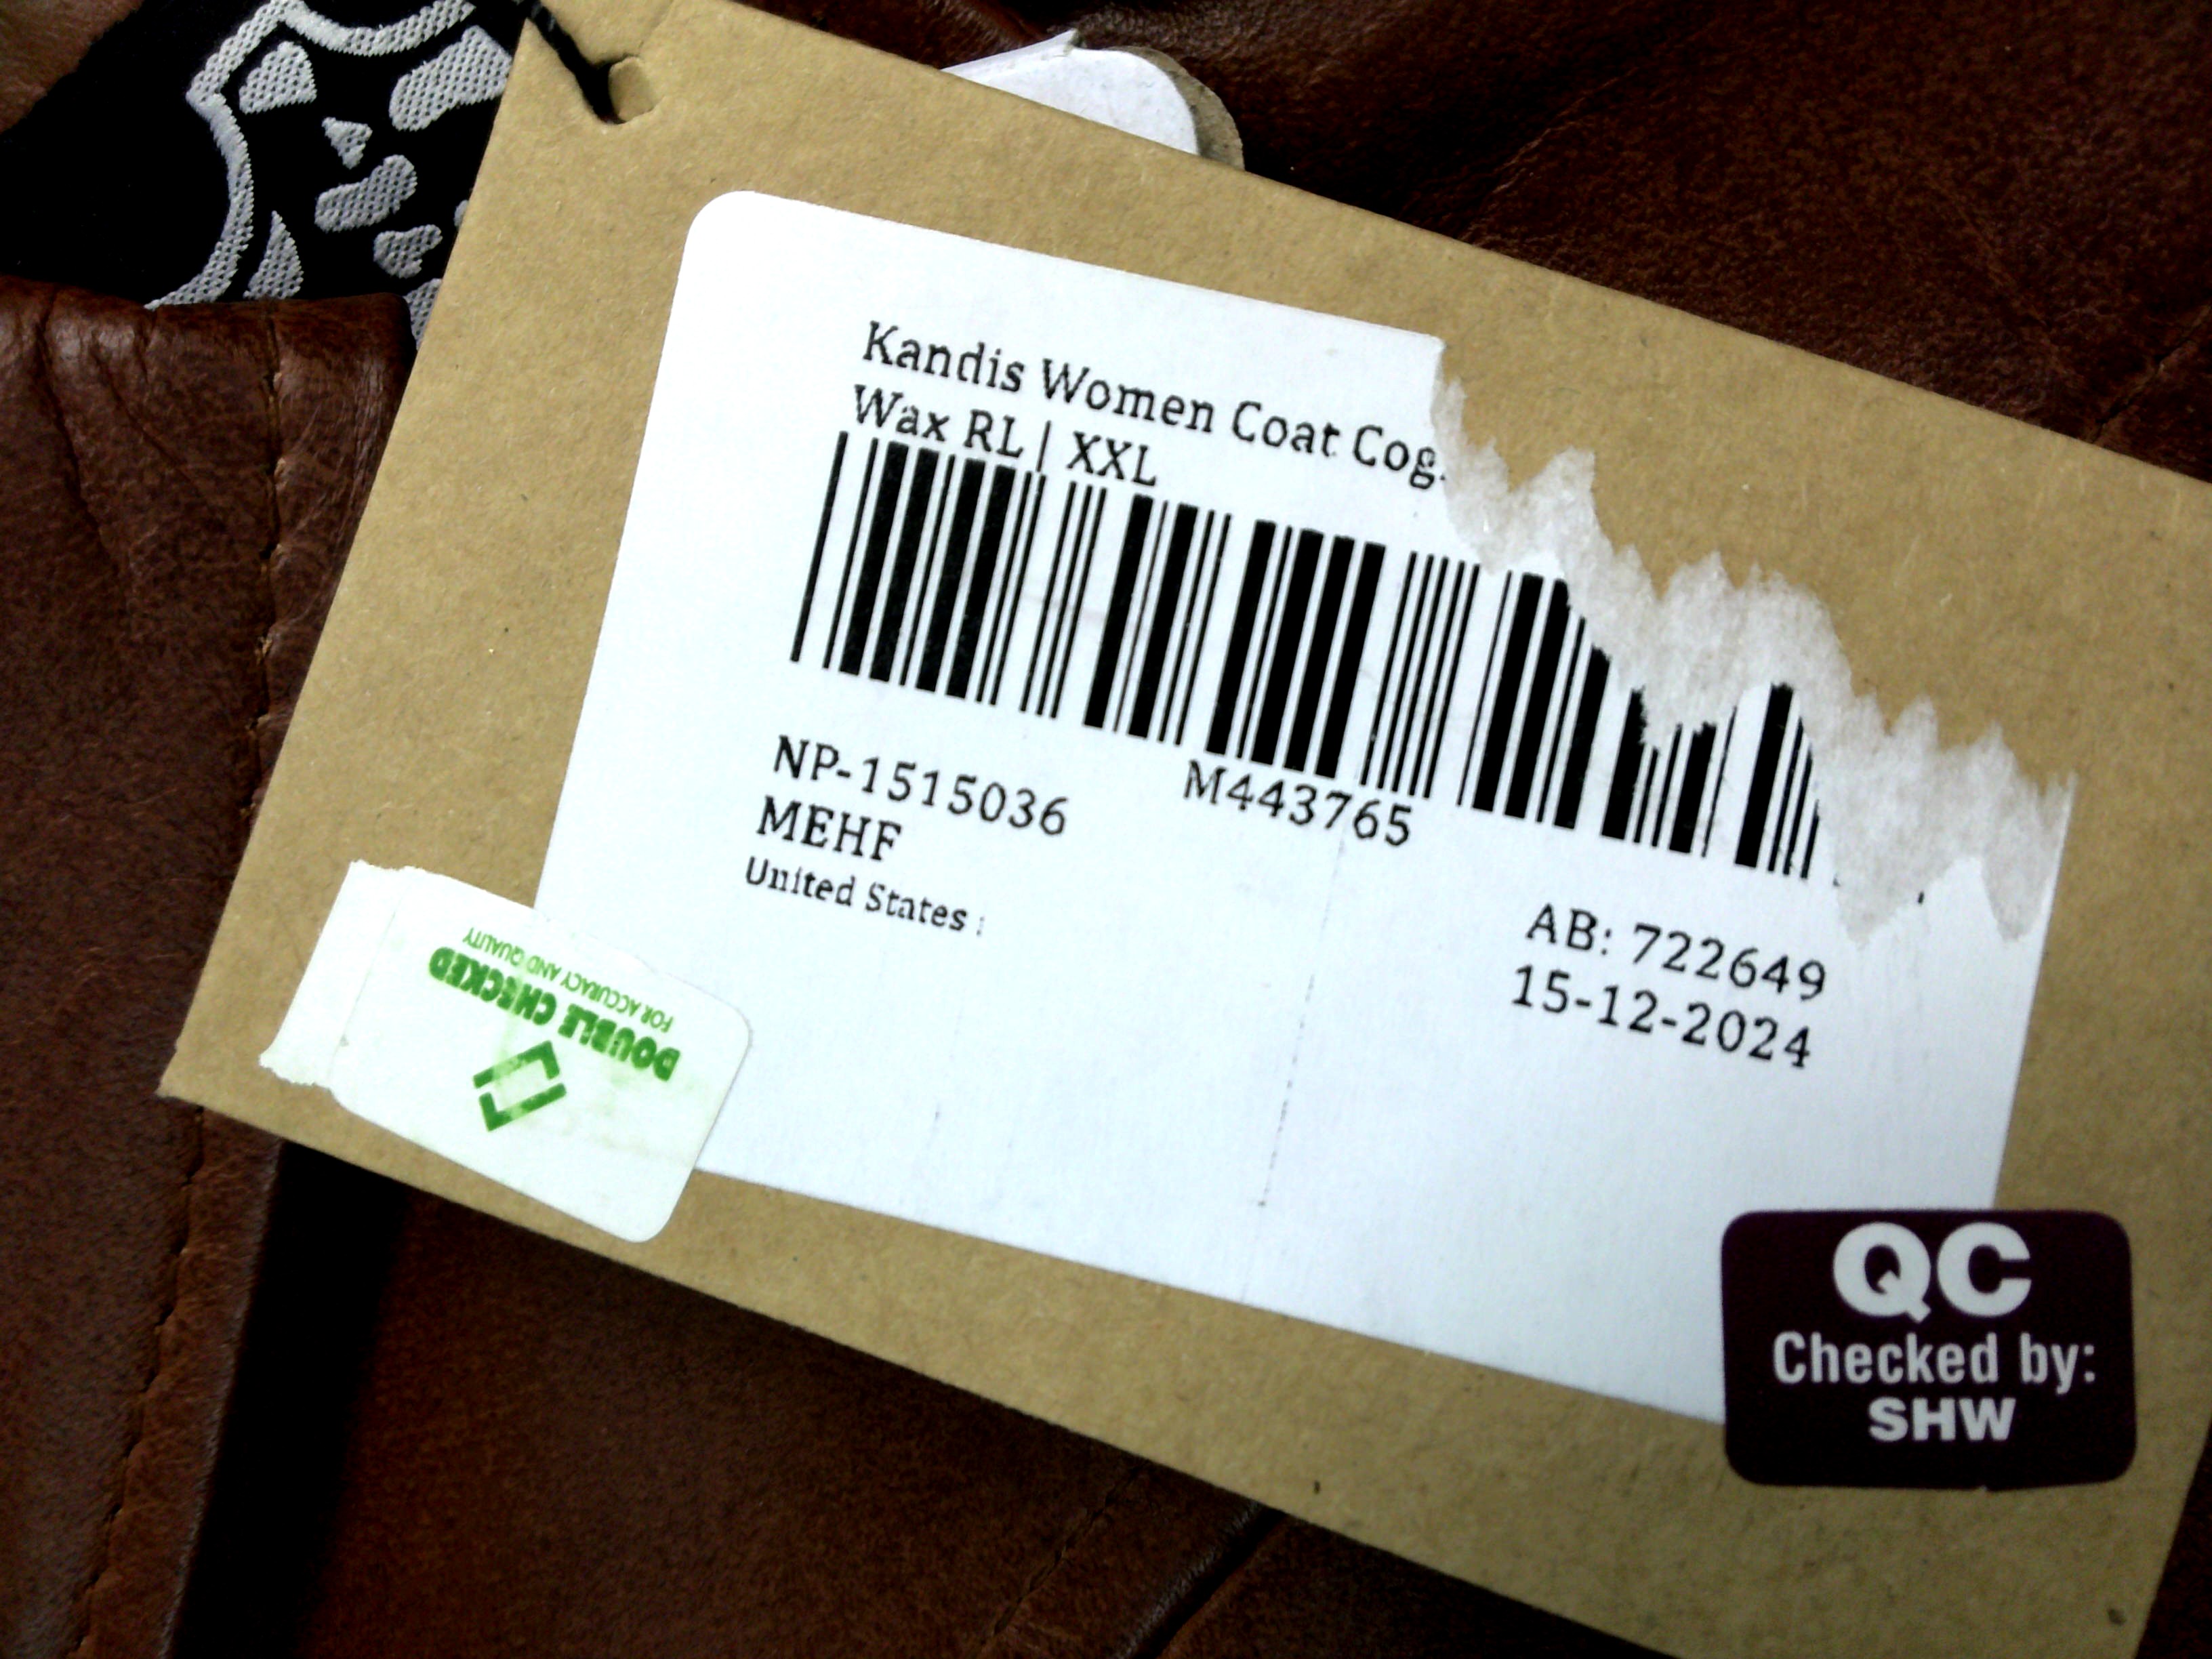 Kandis Women Coat Cog
Wax RL | XXL
M443765
NP-1515036
MEHF
United States
AB: 722649
15-12-2024
DOUBLE CHECKED
FOR ACCURACY AND QUALITY
QC
Checked by:
SHW